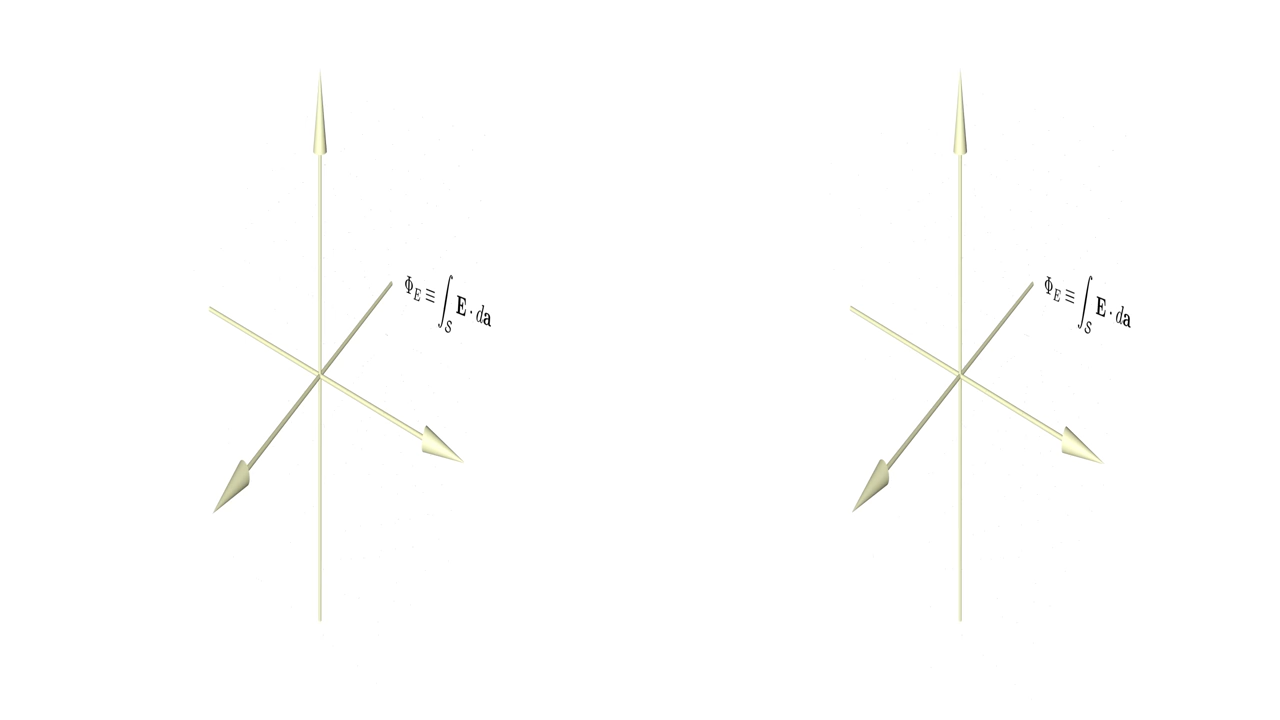 Φ_E ≡ ∫_S E · da
Φ_E ≡ ∫_S E · da